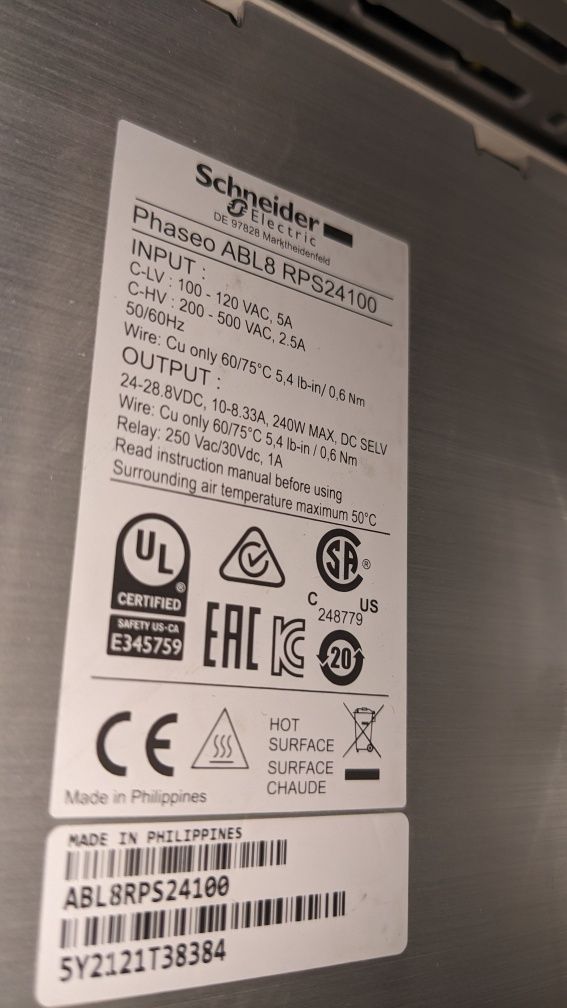 Schneider
Electric
DE 97828 Marktheidenfeld
Phaseo ABL8 RPS24100
INPUT :
C-LV : 100 - 120 VAC, 5A
C-HV : 200 - 500 VAC, 2.5A
50/60Hz
Wire: Cu only 60/75°C 5,4 lb-in/ 0,6 Nm
OUTPUT :
24-28.8VDC, 10-8.33A, 240W MAX, DC SELV
Wire: Cu only 60/75°C 5,4 lb-in / 0,6 Nm
Relay: 250 Vac/30Vdc, 1A
Read instruction manual before using
Surrounding air temperature maximum 50°C
UL
®
CERTIFIED
SAFETY US-CA
E345759
SA ®
C US
248779
EAC
KC
20
CE
HOT
SURFACE
SURFACE
CHAUDE
Made in Philippines
MADE IN PHILIPPINES
ABL8RPS24100
5Y2121T38384